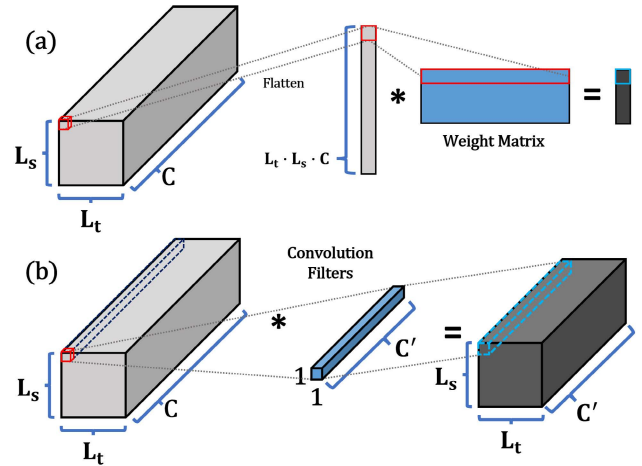 (a)
Flatten
*
=
Weight Matrix
Lₛ
Lₜ · Lₛ · C
C
Lₜ
(b)
Convolution
Filters
*
=
C′
1
1
Lₛ
C
Lₜ
Lₛ
C′
Lₜ